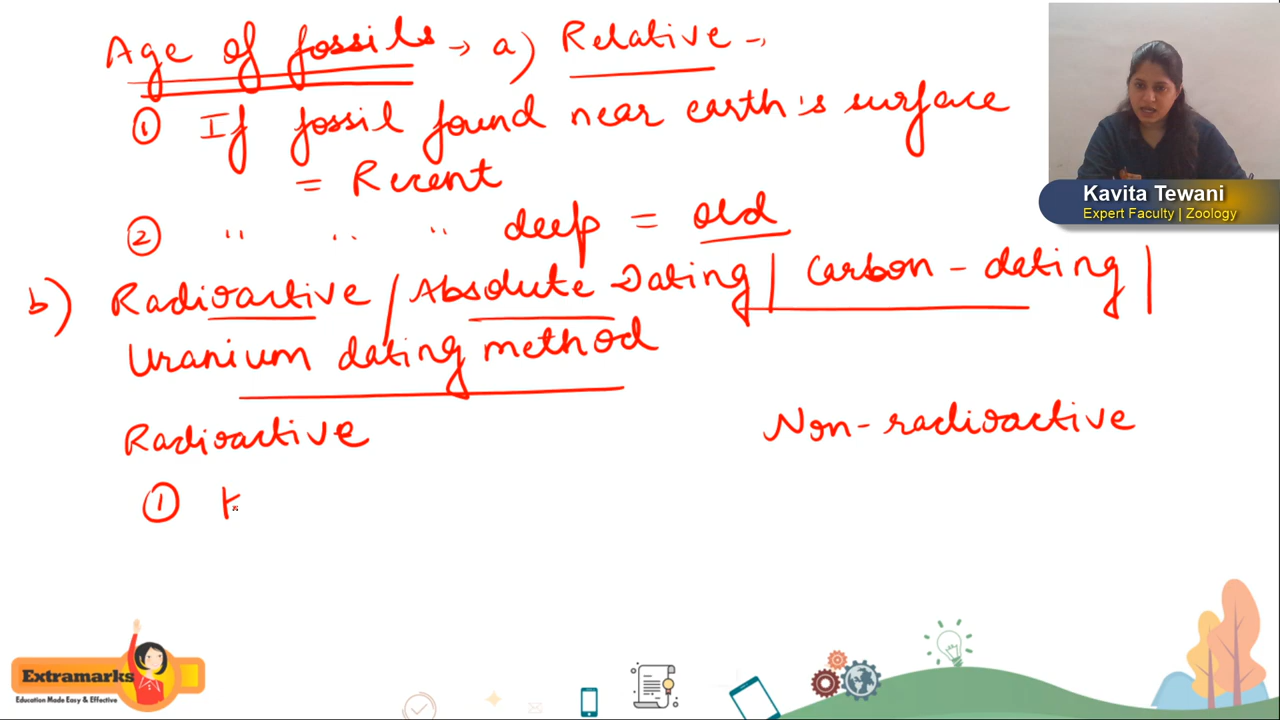 Age of fossils → a) Relative -
① If fossil found near earth's surface
= Recent
② " " " deep = old
b) Radioactive / Absolute Dating | Carbon-dating |
Uranium dating method
Radioactive Non-radioactive
①
Kavita Tewani
Expert Faculty | Zoology
Extramarks
Education Made Easy & Effective